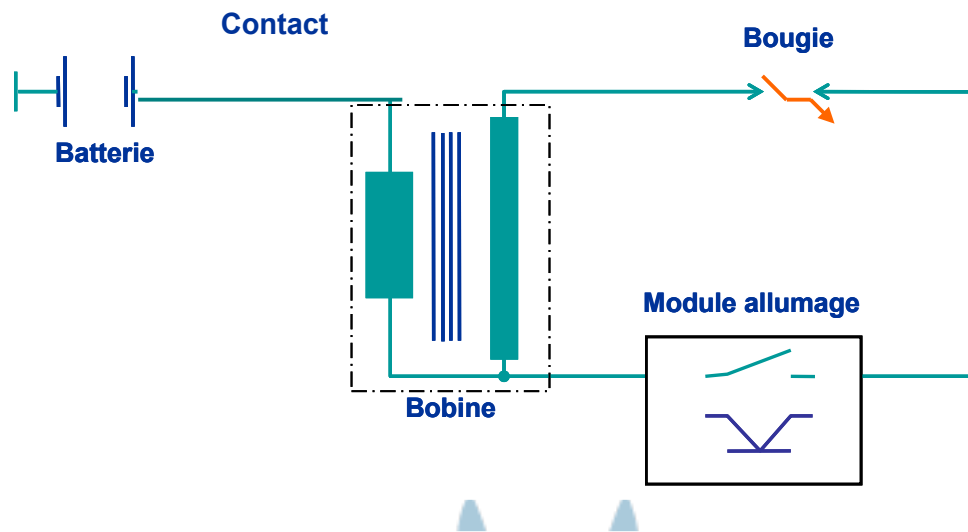 Contact
Bougie
Batterie
Module allumage
Bobine